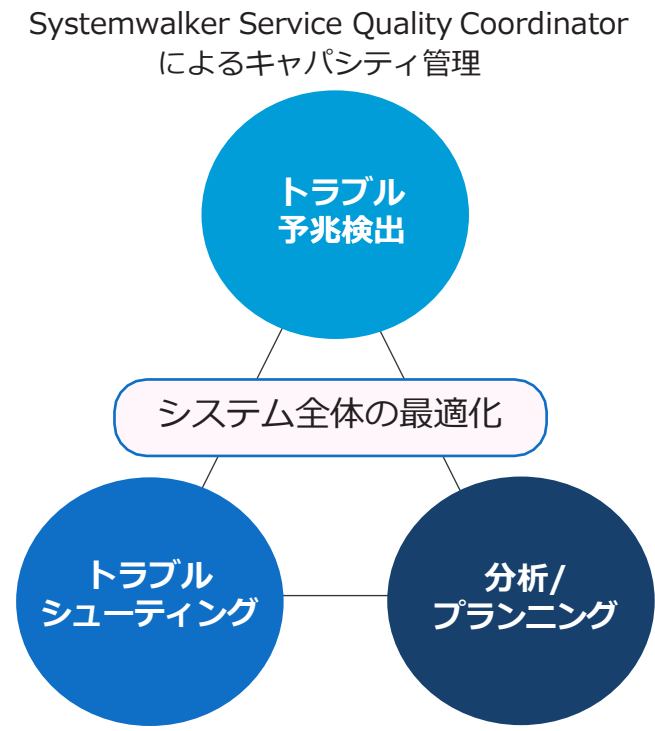 Systemwalker Service Quality Coordinator
によるキャパシティ管理
トラブル
予兆検出
システム全体の最適化
トラブル
シューティング
分析/
プランニング